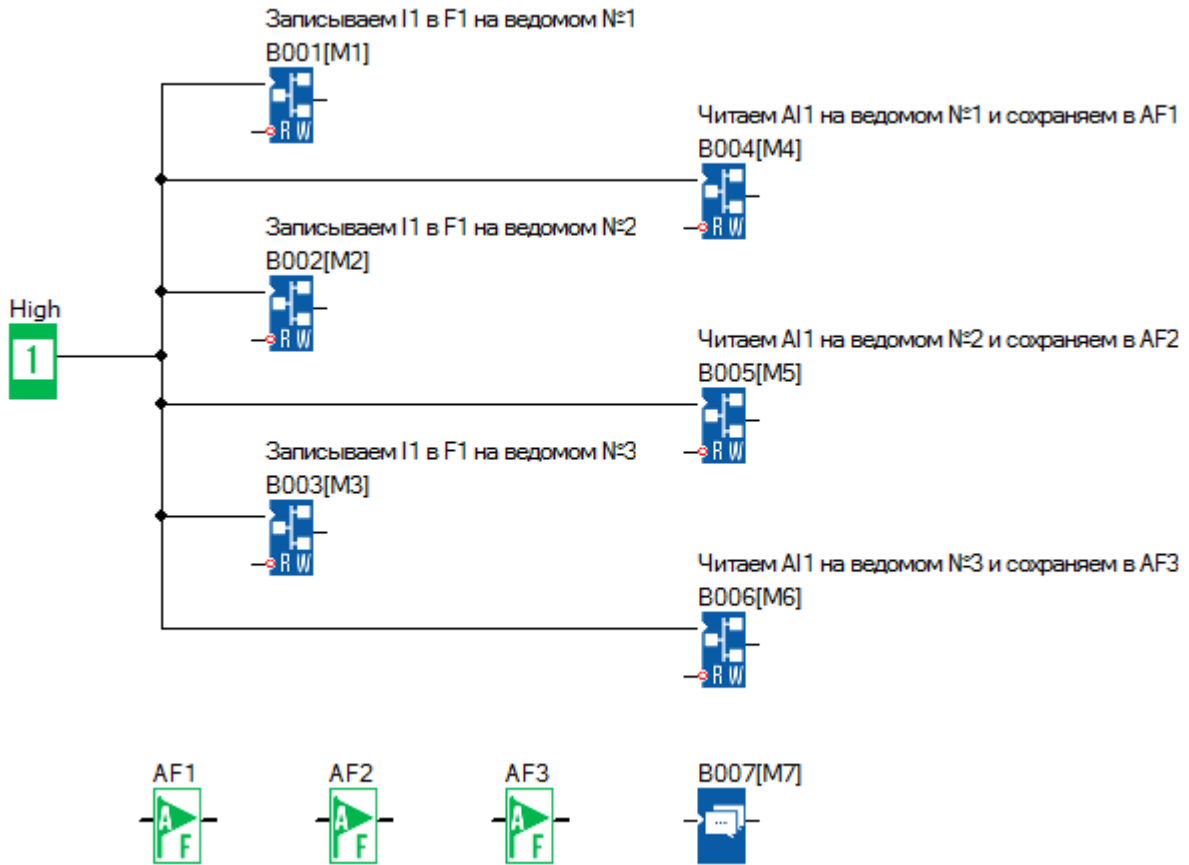 Записываем I1 в F1 на ведомом №1
B001[M1]
R W
Читаем AI1 на ведомом №1 и сохраняем в AF1
B004[M4]
R W
Записываем I1 в F1 на ведомом №2
B002[M2]
R W
High
1
Читаем AI1 на ведомом №2 и сохраняем в AF2
B005[M5]
R W
Записываем I1 в F1 на ведомом №3
B003[M3]
R W
Читаем AI1 на ведомом №3 и сохраняем в AF3
B006[M6]
R W
AF1
A
F
AF2
A
F
AF3
A
F
B007[M7]
...